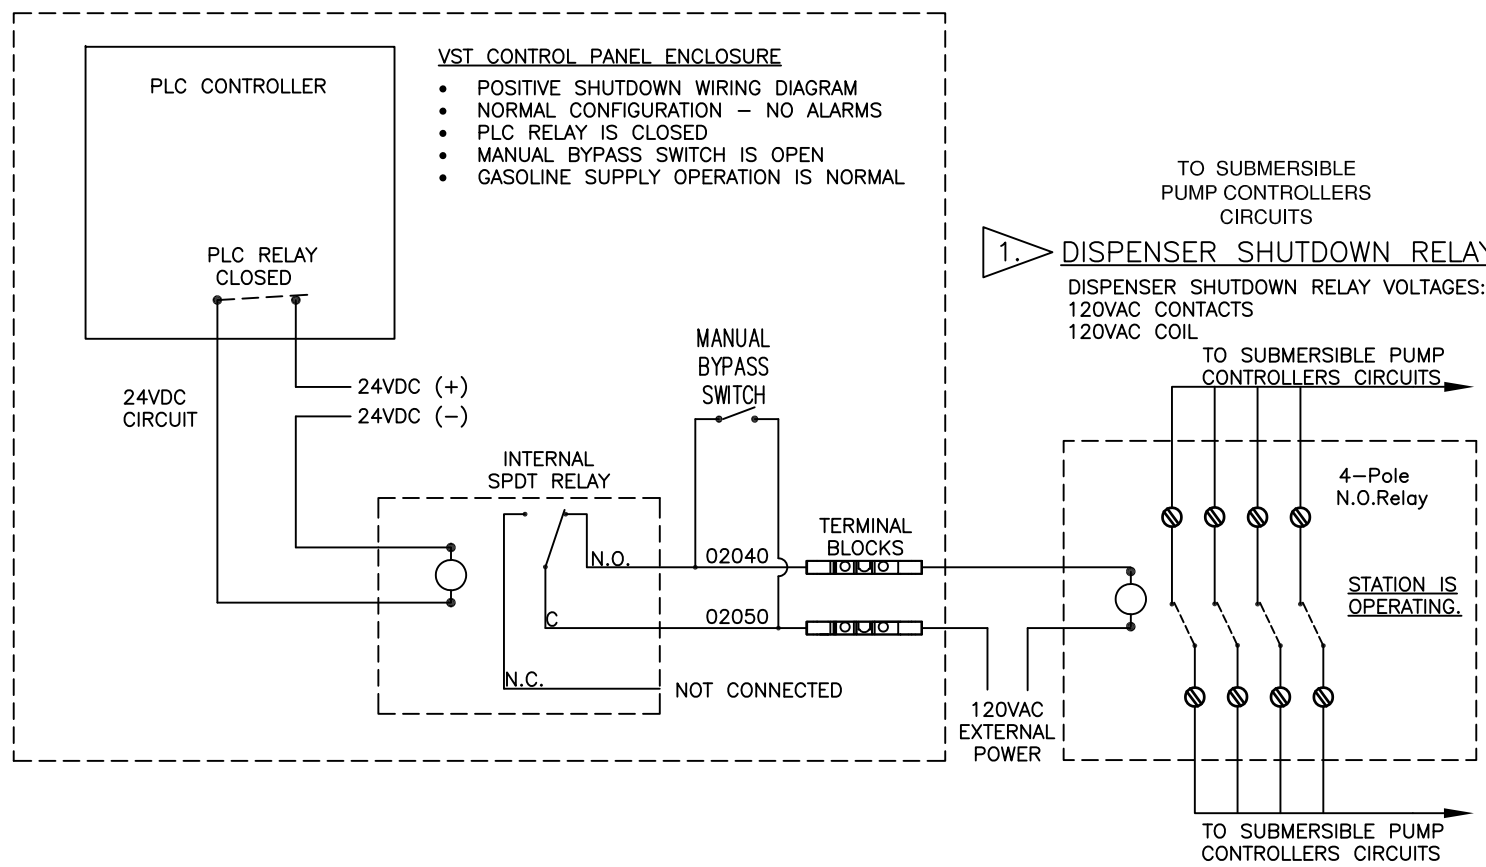 VST CONTROL PANEL ENCLOSURE
PLC CONTROLLER
• POSITIVE SHUTDOWN WIRING DIAGRAM
• NORMAL CONFIGURATION – NO ALARMS
• PLC RELAY IS CLOSED
• MANUAL BYPASS SWITCH IS OPEN
• GASOLINE SUPPLY OPERATION IS NORMAL
TO SUBMERSIBLE
PUMP CONTROLLERS
CIRCUITS
1.
DISPENSER SHUTDOWN RELAY
DISPENSER SHUTDOWN RELAY VOLTAGES:
120VAC CONTACTS
120VAC COIL
PLC RELAY
CLOSED
MANUAL
BYPASS
SWITCH
TO SUBMERSIBLE PUMP
CONTROLLERS CIRCUITS
24VDC
CIRCUIT
24VDC (+)
24VDC (–)
INTERNAL
SPDT RELAY
4–Pole
N.O.Relay
TERMINAL
BLOCKS
N.O.
02040
STATION IS
OPERATING.
C
02050
N.C.
NOT CONNECTED
120VAC
EXTERNAL
POWER
TO SUBMERSIBLE PUMP
CONTROLLERS CIRCUITS